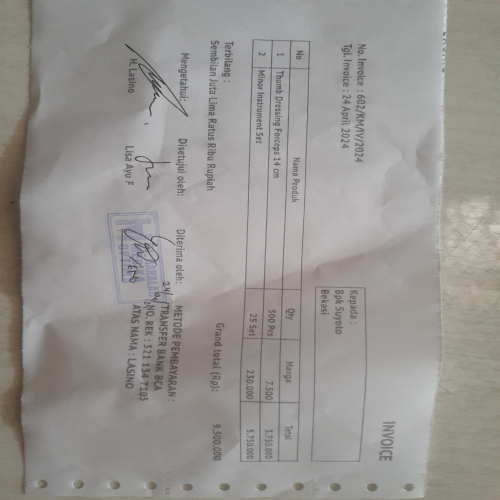 INVOICE
No. Invoice : 602/KM/IV/2024
Tgl. Invoice : 24 April 2024
Kepada :
Bpk Suyoto
Bekasi
No Nama Produk Qty Harga Total
1 Thumb Dressing Forceps 14 cm 500 Pcs 7.500 3.750.000
2 Minor Instrument Set 25 Set 230.000 5.750.000
Grand total (Rp): 9.500.000
Terbilang :
Sembilan Juta Lima Ratus Ribu Rupiah
Mengetahui: Disetujui oleh: Diterima oleh:
H. Lasino Lisa Ayu F
METODE PEMBAYARAN :
TRANSFER BANK BCA
NO. REK : 521 134 7105
ATAS NAMA : LASINO